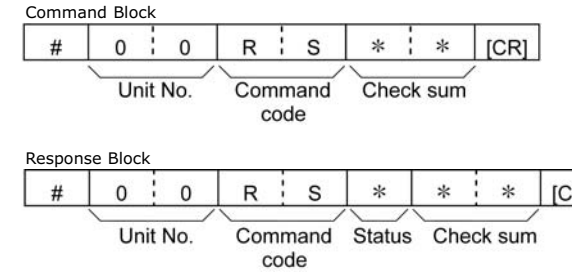 Command Block
# 0 0 R S * * [CR]
Unit No. Command code Check sum
Response Block
# 0 0 R S * * * [C
Unit No. Command code Status Check sum